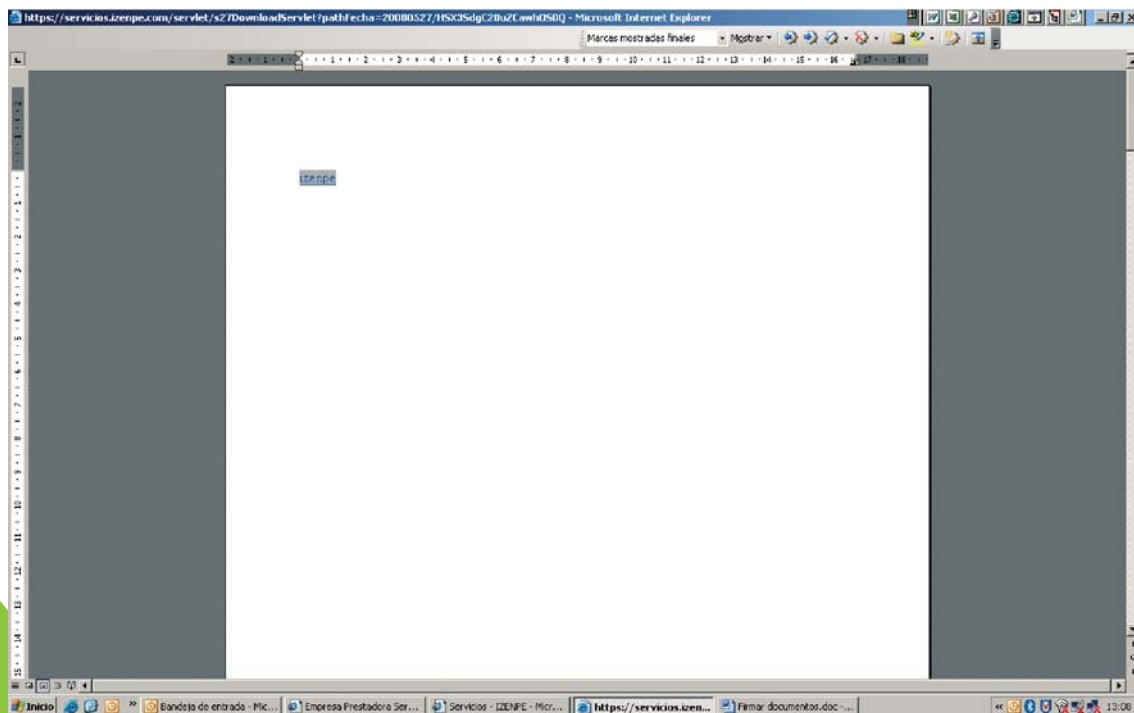 https://servicios.izenpe.com/servlet/s27DownloadServlet?pathFecha=20080527/ - Microsoft Internet Explorer
Marcas mostradas finales Mostrar
izenpe
Inicio Bandeja de entrada - Mic... Empresa Prestadora Ser... Servicios - IZENPE - Micr... https://servicios.izen... Firmar documentos.doc -... 13:08